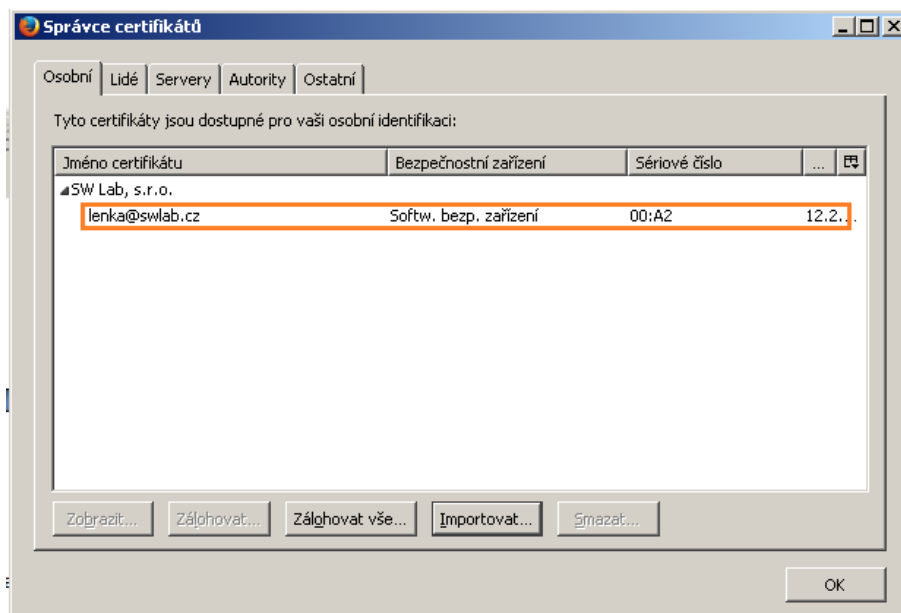 Správce certifikátů
Osobní Lidé Servery Autority Ostatní
Tyto certifikáty jsou dostupné pro vaši osobní identifikaci:
Jméno certifikátu Bezpečnostní zařízení Sériové číslo ...
SW Lab, s.r.o.
lenka@swlab.cz Softw. bezp. zařízení 00:A2 12.2...
Zobrazit... Zálohovat... Zálohovat vše... Importovat... Smazat...
OK